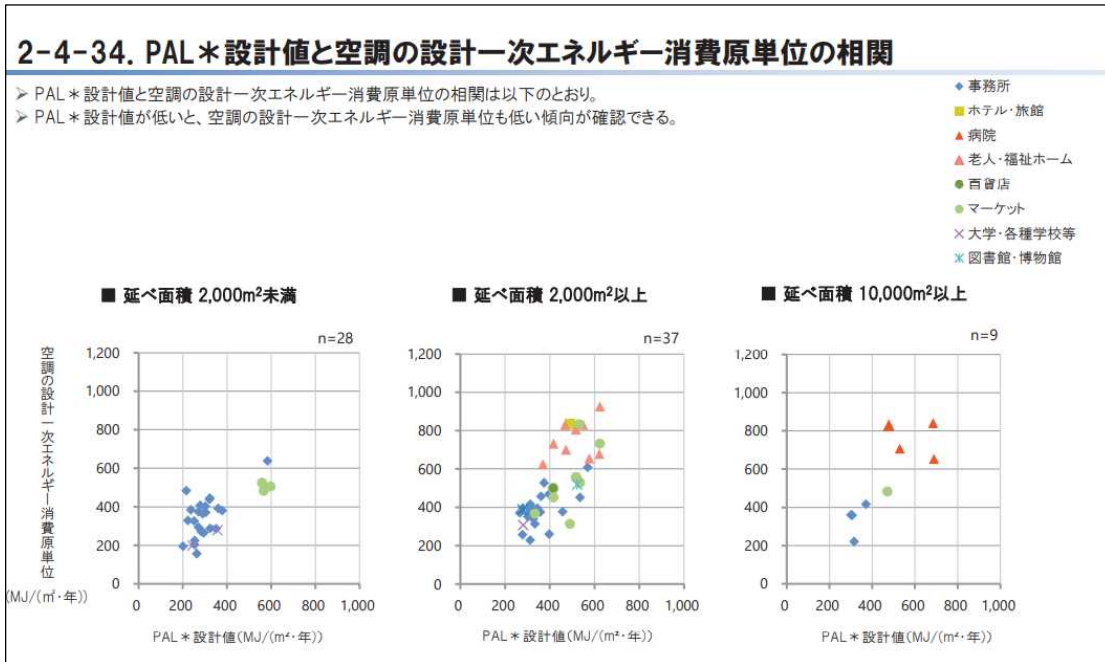 2-4-34. PAL＊設計値と空調の設計一次エネルギー消費原単位の相関
➢ PAL＊設計値と空調の設計一次エネルギー消費原単位の相関は以下のとおり。
➢ PAL＊設計値が低いと、空調の設計一次エネルギー消費原単位も低い傾向が確認できる。
事務所
ホテル・旅館
病院
老人・福祉ホーム
百貨店
マーケット
大学・各種学校等
図書館・博物館
■ 延べ面積 2,000m²未満
n=28
空調の設計一次エネルギー消費原単位
(MJ/(㎡・年))
1,200
1,000
800
600
400
200
0
0 200 400 600 800 1,000
PAL＊設計値(MJ/(m²・年))
■ 延べ面積 2,000m²以上
n=37
1,200
1,000
800
600
400
200
0
0 200 400 600 800 1,000
PAL＊設計値(MJ/(m²・年))
■ 延べ面積 10,000m²以上
n=9
1,200
1,000
800
600
400
200
0
0 200 400 600 800 1,000
PAL＊設計値(MJ/(m²・年))